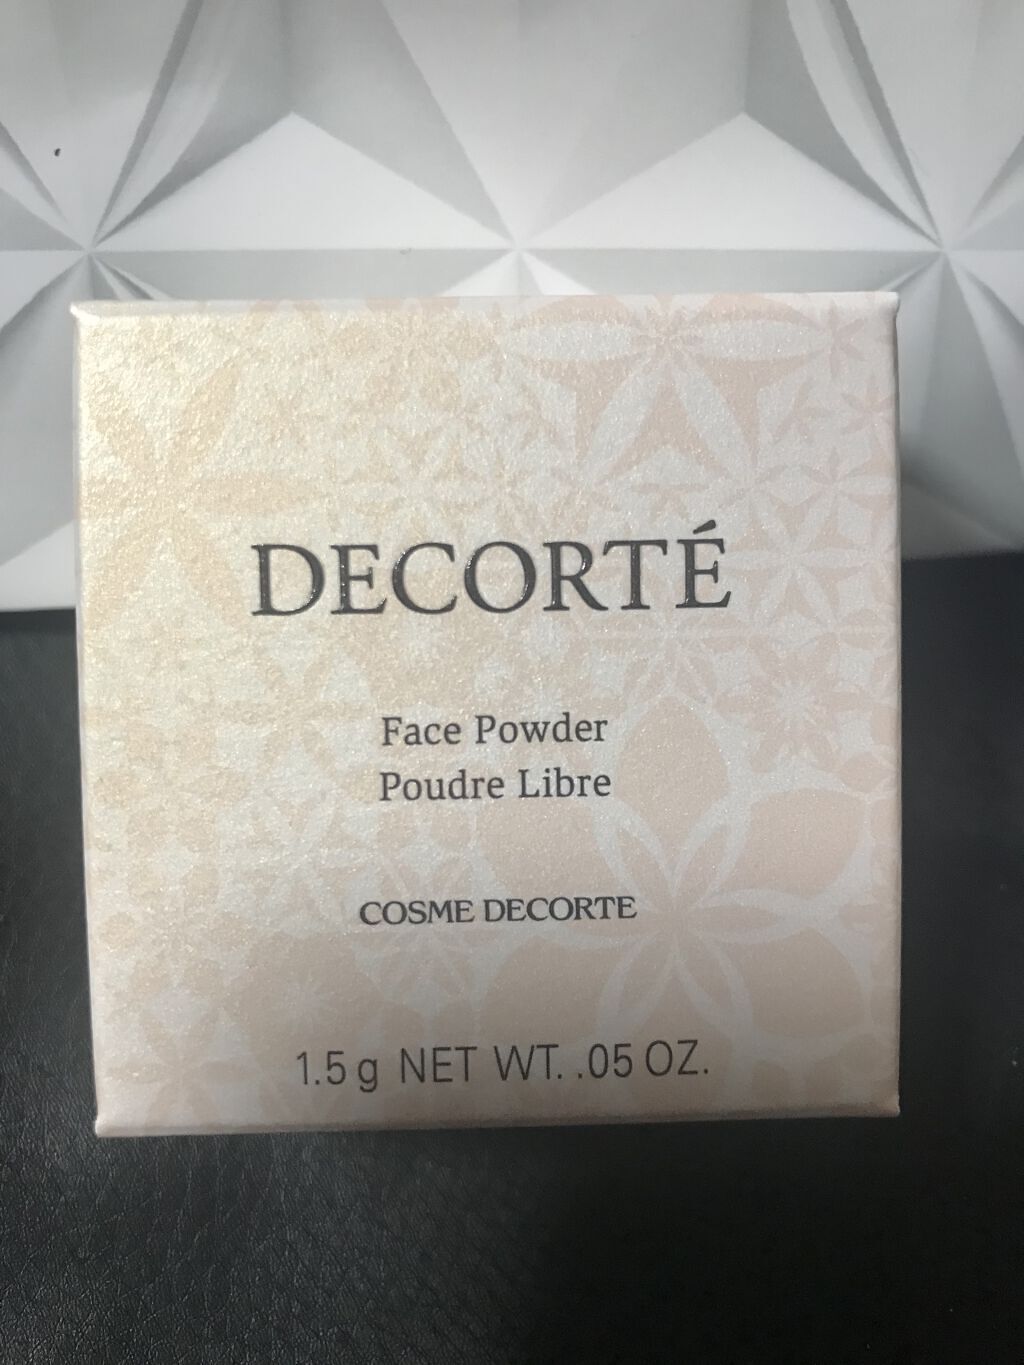 DECORTÉ
Face Powder
Poudre Libre
COSME DECORTE
1.5 g NET WT. .05 OZ.